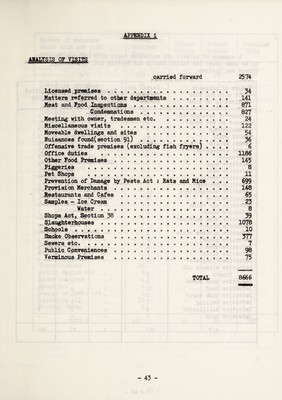 APPENDIX 1
ANALYSIS OF VISITS
carried forward 2574
Licensed premises . . . . . . . . . . . . . . . . . . 34
Matters referred to other departments . . . . . . . . 141
Meat and Food Inspections . . . . . . . . . . . . . . 871
Condemnations . . . . . . . . . . . . 827
Meeting with owner, tradesmen etc. . . . . . . . . . 24
Miscellaneous visits . . . . . . . . . . . . . . . . 122
Moveable dwellings and sites . . . . . . . . . . . . 54
Nuisances found(section 91) . . . . . . . . . . . . . 36
Offensive trade premises (excluding fish fryers) . . . 6
Office duties . . . . . . . . . . . . . . . . . . . . 1186
Other Food Premises . . . . . . . . . . . . . . . . . 145
Piggeries . . . . . . . . . . . . . . . . . . . . . . 8
Pet Shops . . . . . . . . . . . . . . . . . . . . . . 11
Prevention of Damage by Pests Act : Rats and Mice . . 699
Provision Merchants . . . . . . . . . . . . . . . . . 148
Restaurants and Cafes . . . . . . . . . . . . . . . . 65
Samples - Ice Cream . . . . . . . . . . . . . . . . . 23
Water . . . . . . . . . . . . . . . . . . . 8
Shops Act, Section 38 . . . . . . . . . . . . . . . . 39
Slaughterhouses . . . . . . . . . . . . . . . . . . . 1078
Schools . . . . . . . . . . . . . . . . . . . . . . . 10
Smoke Observations . . . . . . . . . . . . . . . . . 377
Sewers etc. . . . . . . . . . . . . . . . . . . . . . 7
Public Conveniences . . . . . . . . . . . . . . . . . 98
Verminous Premises . . . . . . . . . . . . . . . . . 75
TOTAL 8666
- 43 -